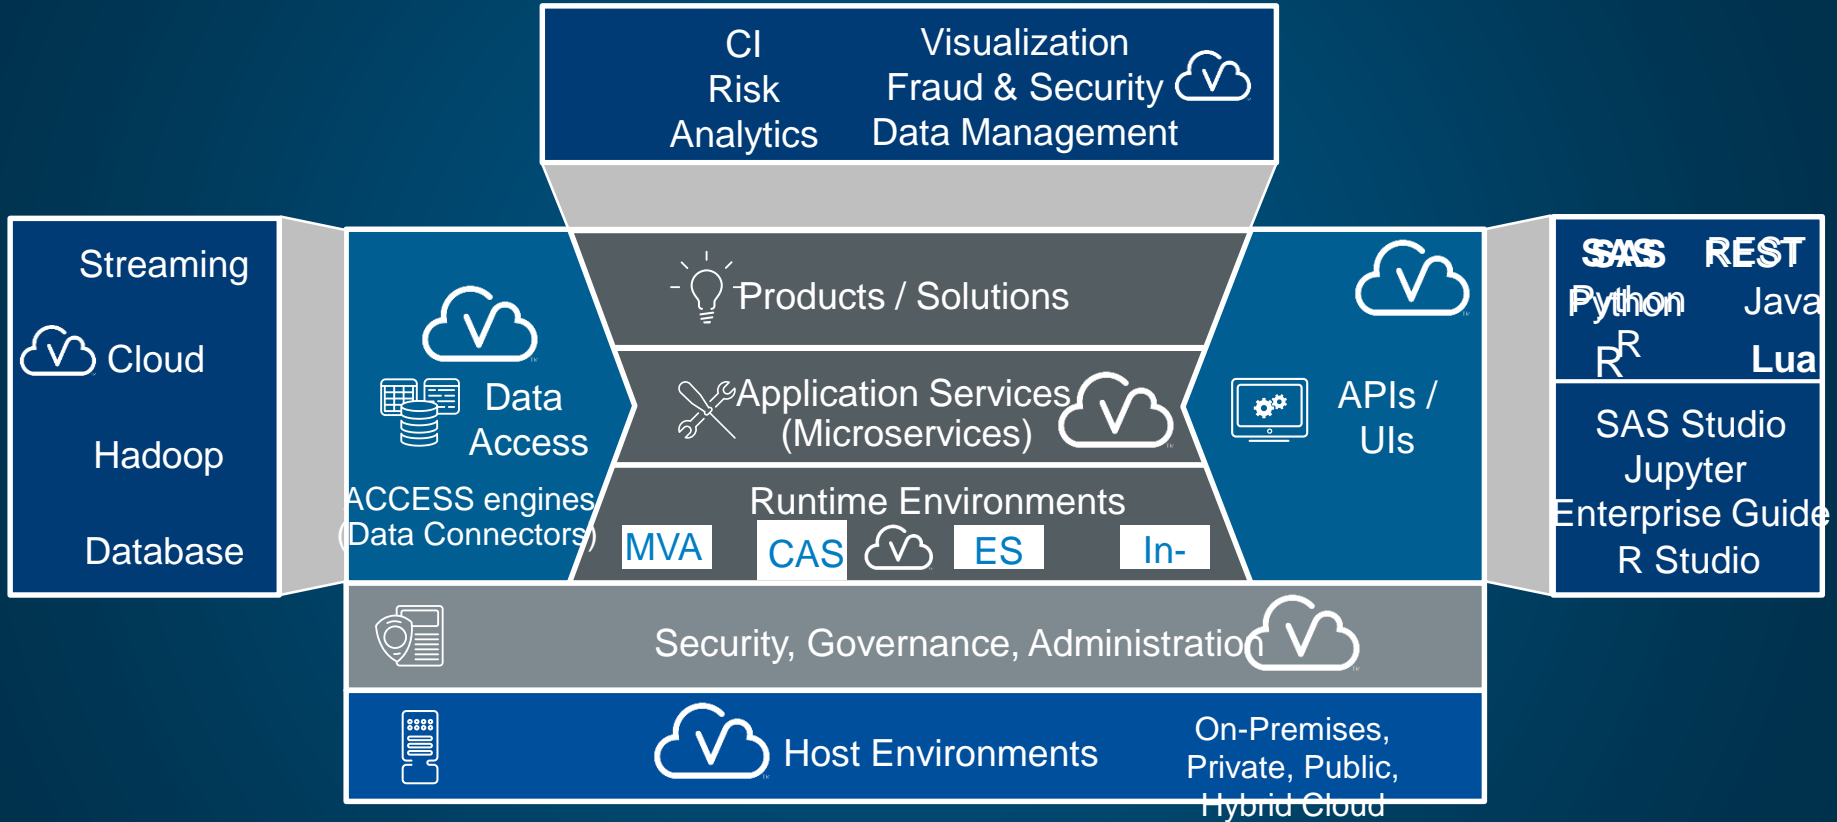 CI
Risk
Analytics
Visualization
Fraud & Security
Data Management
Streaming
Cloud
Hadoop
Database
Data
Access
ACCESS engines
(Data Connectors)
Products / Solutions
Application Services
(Microservices)
Runtime Environments
MVA
CAS
ES
In-
APIs /
UIs
SAS
REST
Python
Java
R
Lua
SAS Studio
Jupyter
Enterprise Guide
R Studio
Security, Governance, Administration
Host Environments
On-Premises,
Private, Public,
Hybrid Cloud